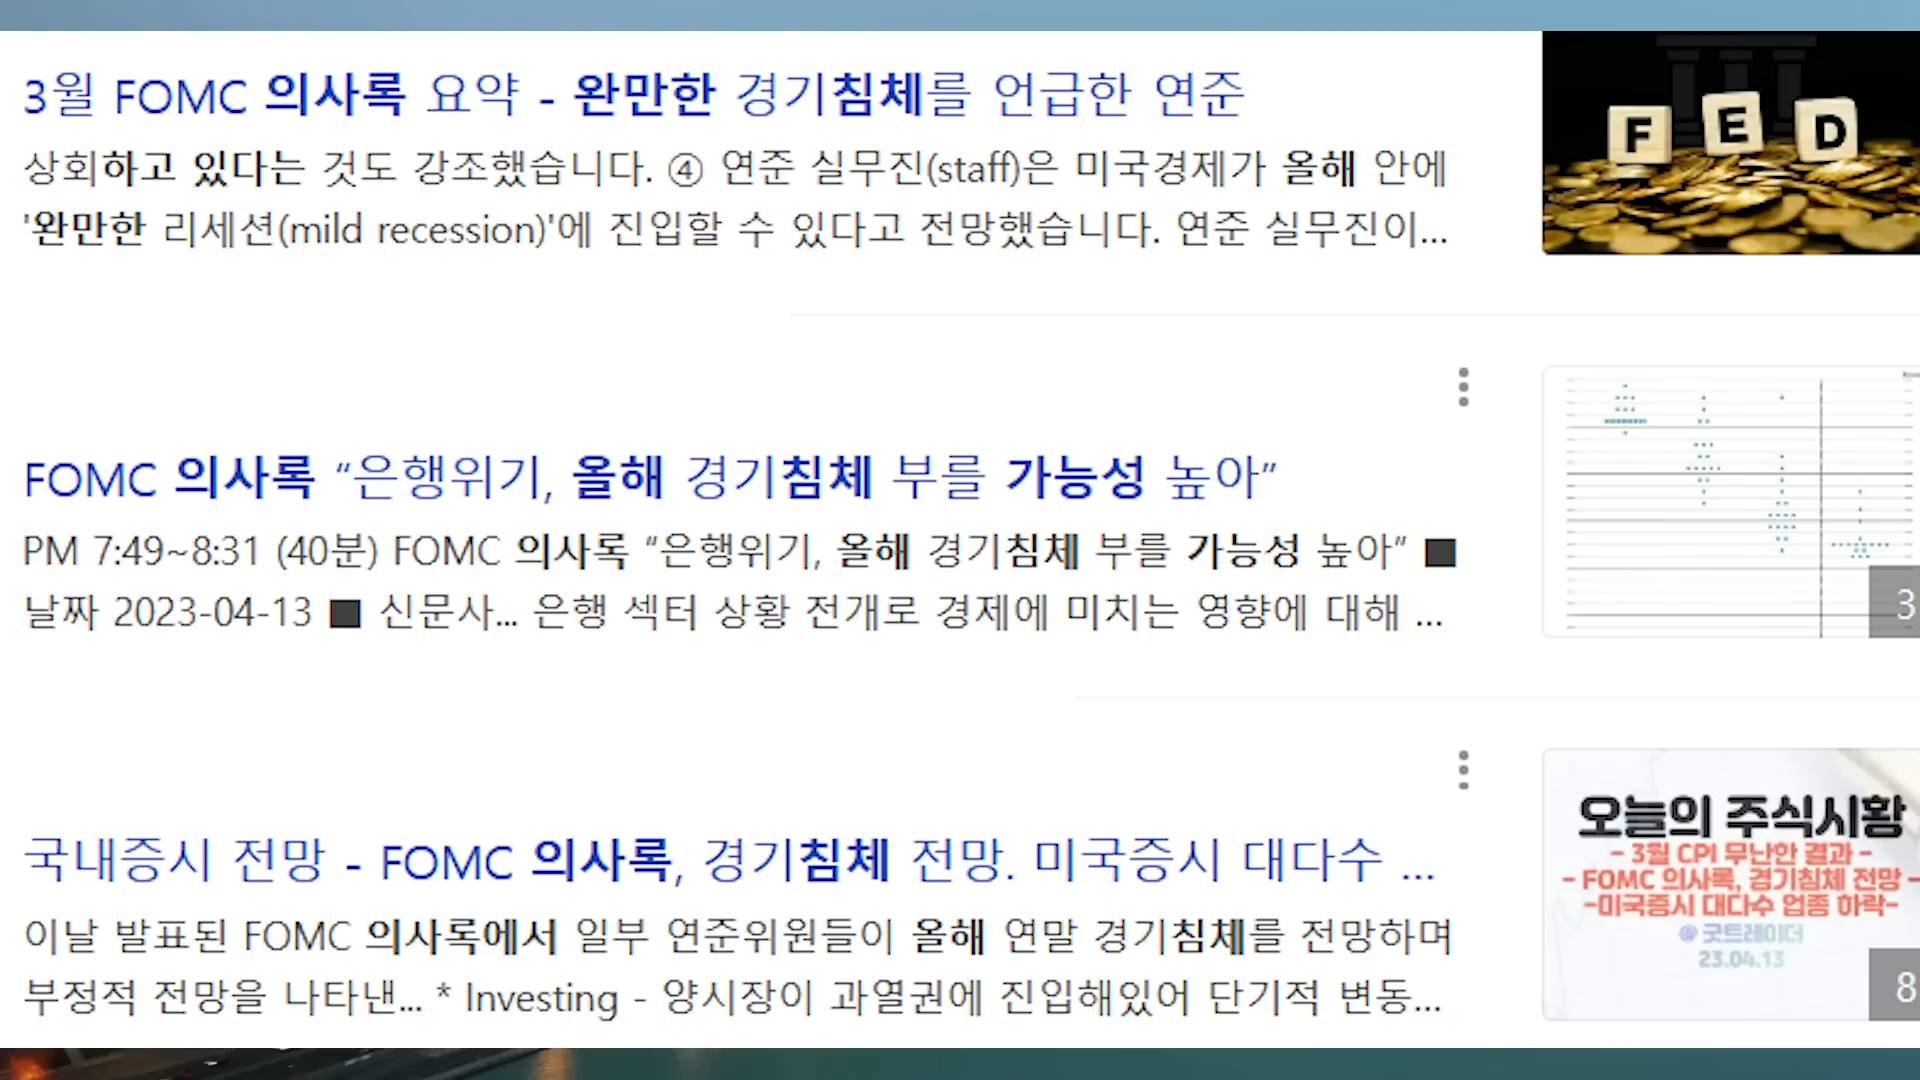 3월 FOMC 의사록 요약 - 완만한 경기침체를 언급한 연준
상회하고 있다는 것도 강조했습니다. ④ 연준 실무진(staff)은 미국경제가 올해 안에
'완만한 리세션(mild recession)'에 진입할 수 있다고 전망했습니다. 연준 실무진이...
F E D
FOMC 의사록 “은행위기, 올해 경기침체 부를 가능성 높아”
PM 7:49~8:31 (40분) FOMC 의사록 “은행위기, 올해 경기침체 부를 가능성 높아” ■
날짜 2023-04-13 ■ 신문사... 은행 섹터 상황 전개로 경제에 미치는 영향에 대해 ...
3
국내증시 전망 - FOMC 의사록, 경기침체 전망. 미국증시 대다수 ...
이날 발표된 FOMC 의사록에서 일부 연준위원들이 올해 연말 경기침체를 전망하며
부정적 전망을 나타낸... * Investing - 양시장이 과열권에 진입해있어 단기적 변동...
오늘의 주식시황
- 3월 CPI 무난한 결과 -
- FOMC 의사록, 경기침체 전망 -
-미국증시 대다수 업종 하락-
@ 굿트레이더
23.04.13
8